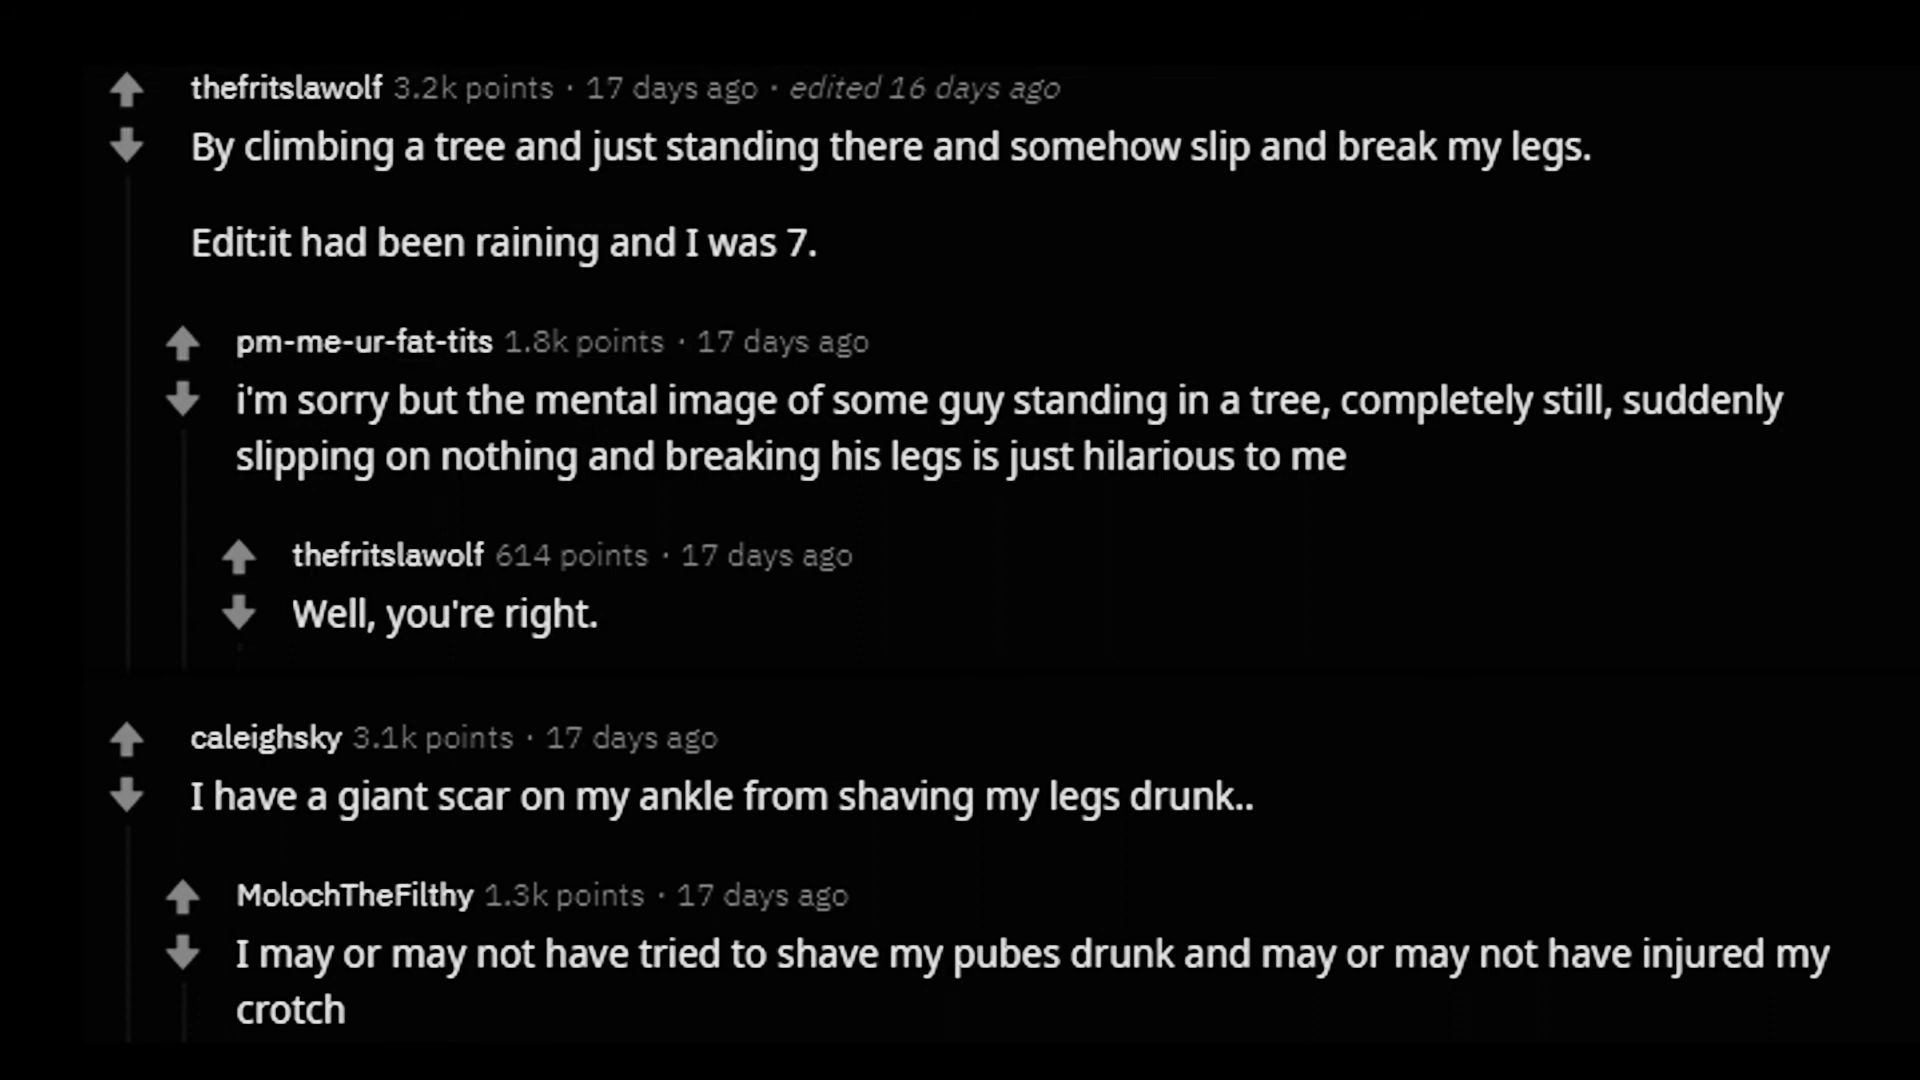 thefritslawolf 3.2k points · 17 days ago · edited 16 days ago
By climbing a tree and just standing there and somehow slip and break my legs.
Edit:it had been raining and I was 7.
pm-me-ur-fat-tits 1.8k points · 17 days ago
i'm sorry but the mental image of some guy standing in a tree, completely still, suddenly
slipping on nothing and breaking his legs is just hilarious to me
thefritslawolf 614 points · 17 days ago
Well, you're right.
caleighsky 3.1k points · 17 days ago
I have a giant scar on my ankle from shaving my legs drunk..
MolochTheFilthy 1.3k points · 17 days ago
I may or may not have tried to shave my pubes drunk and may or may not have injured my
crotch